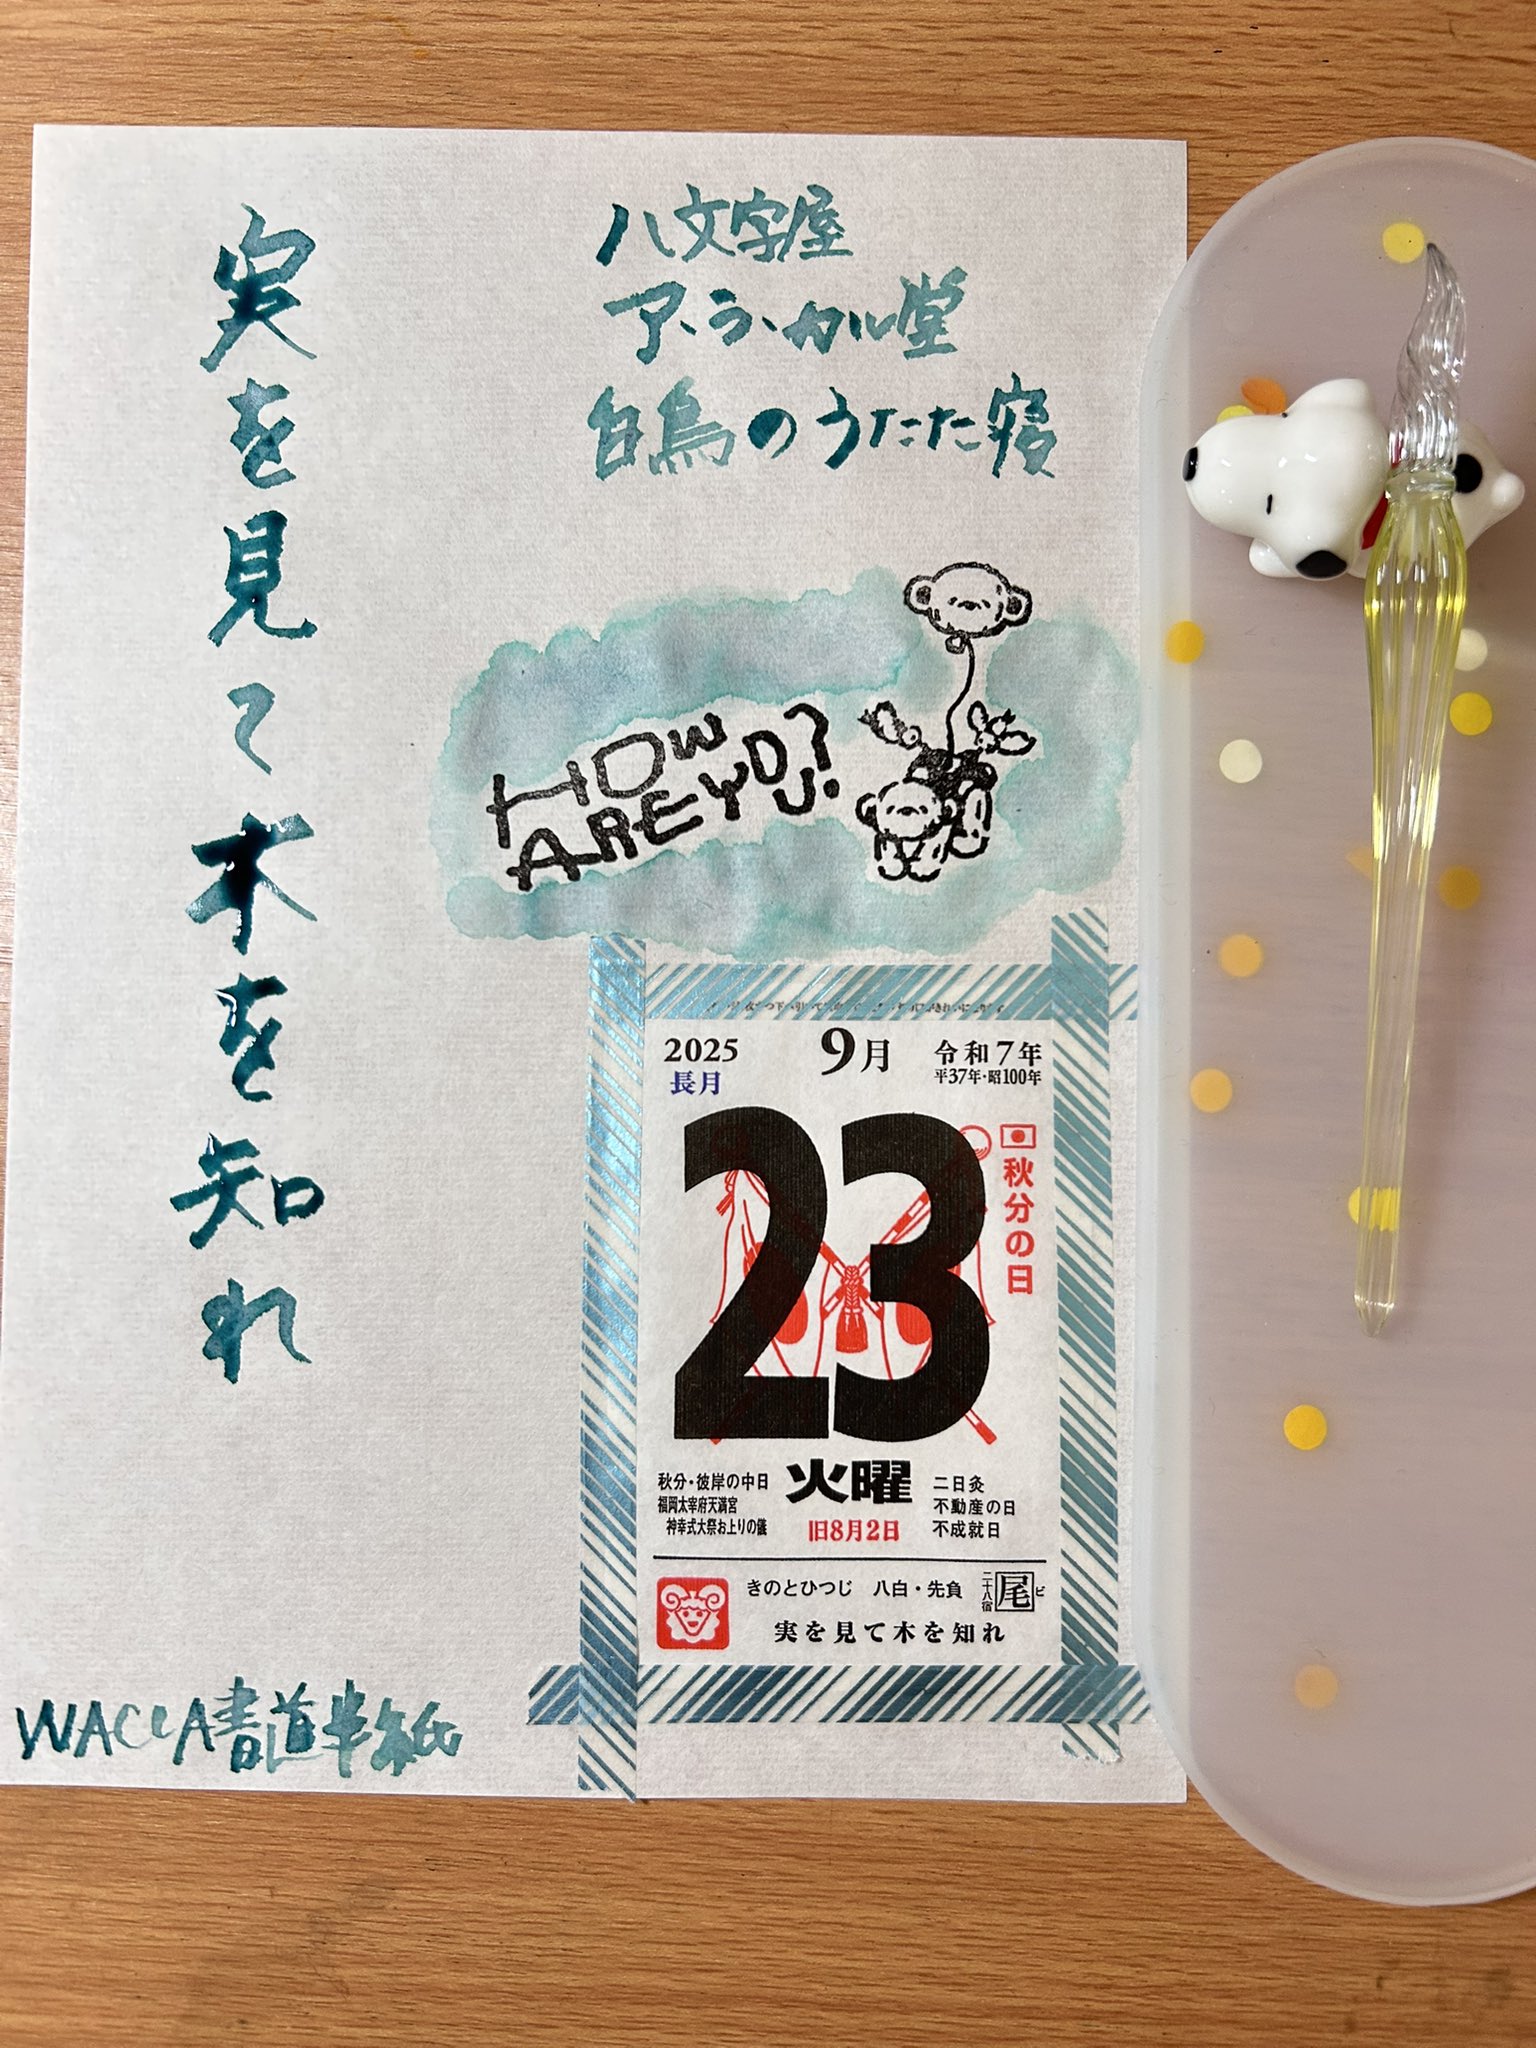 八文字屋
ア・ラ・カル堂
白鳥のうたた寝
実を見て木を知れ
HOW
ARE YOU?
2025
長月
9月
令和7年
平37年・昭100年
23
秋分の日
火曜
旧8月2日
秋分・彼岸の中日
福岡太宰府天満宮
神幸式大祭お上りの儀
二日灸
不動産の日
不成就日
きのとひつじ 八白・先負
二十八宿
尾
ビ
実を見て木を知れ
WACCA書道半紙